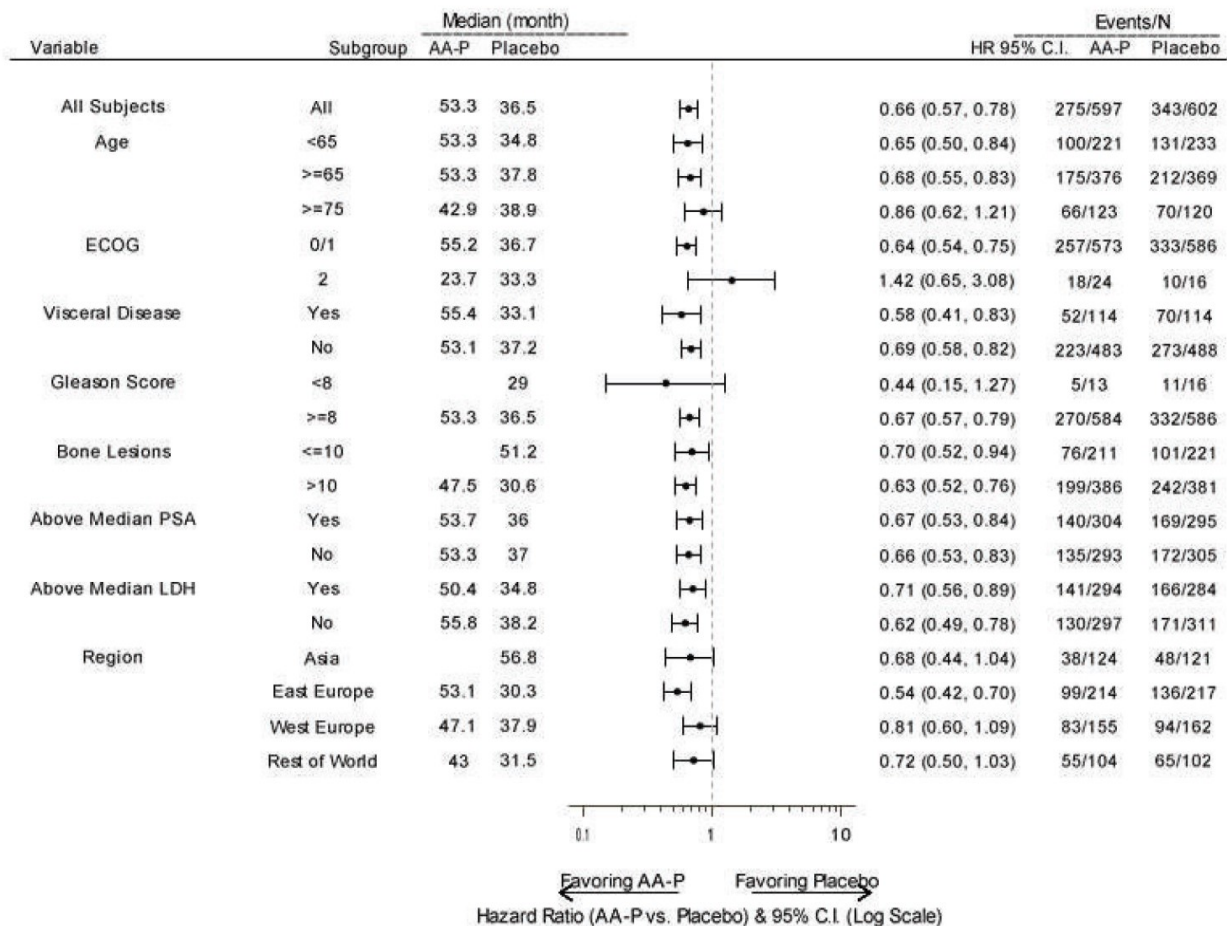 Median (month) Events/N
Variable Subgroup AA-P Placebo HR 95% C.I. AA-P Placebo
All Subjects All 53.3 36.5 0.66 (0.57, 0.78) 275/597 343/602
Age <65 53.3 34.8 0.65 (0.50, 0.84) 100/221 131/233
>=65 53.3 37.8 0.68 (0.55, 0.83) 175/376 212/369
>=75 42.9 38.9 0.86 (0.62, 1.21) 66/123 70/120
ECOG 0/1 55.2 36.7 0.64 (0.54, 0.75) 257/573 333/586
2 23.7 33.3 1.42 (0.65, 3.08) 18/24 10/16
Visceral Disease Yes 55.4 33.1 0.58 (0.41, 0.83) 52/114 70/114
No 53.1 37.2 0.69 (0.58, 0.82) 223/483 273/488
Gleason Score <8 29 0.44 (0.15, 1.27) 5/13 11/16
>=8 53.3 36.5 0.67 (0.57, 0.79) 270/584 332/586
Bone Lesions <=10 51.2 0.70 (0.52, 0.94) 76/211 101/221
>10 47.5 30.6 0.63 (0.52, 0.76) 199/386 242/381
Above Median PSA Yes 53.7 36 0.67 (0.53, 0.84) 140/304 169/295
No 53.3 37 0.66 (0.53, 0.83) 135/293 172/305
Above Median LDH Yes 50.4 34.8 0.71 (0.56, 0.89) 141/294 166/284
No 55.8 38.2 0.62 (0.49, 0.78) 130/297 171/311
Region Asia 56.8 0.68 (0.44, 1.04) 38/124 48/121
East Europe 53.1 30.3 0.54 (0.42, 0.70) 99/214 136/217
West Europe 47.1 37.9 0.81 (0.60, 1.09) 83/155 94/162
Rest of World 43 31.5 0.72 (0.50, 1.03) 55/104 65/102
0.1 1 10
Favoring AA-P Favoring Placebo
Hazard Ratio (AA-P vs. Placebo) & 95% C.I. (Log Scale)